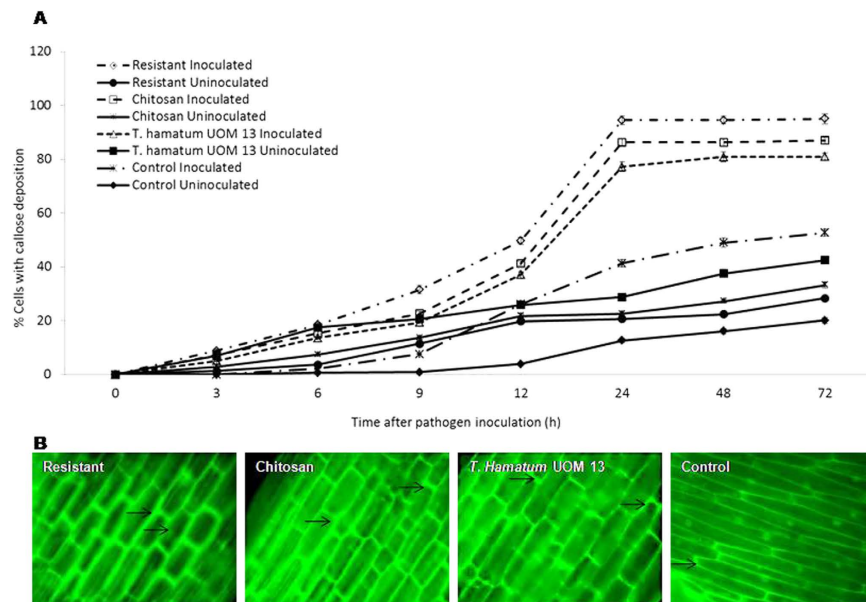 A
120
100
80
60
40
20
0
% Cells with callose deposition
Resistant Inoculated
Resistant Uninoculated
Chitosan Inoculated
Chitosan Uninoculated
T. hamatum UOM 13 Inoculated
T. hamatum UOM 13 Uninoculated
Control Inoculated
Control Uninoculated
0 3 6 9 12 24 48 72
Time after pathogen inoculation (h)
B
Resistant
Chitosan
T. Hamatum UOM 13
Control